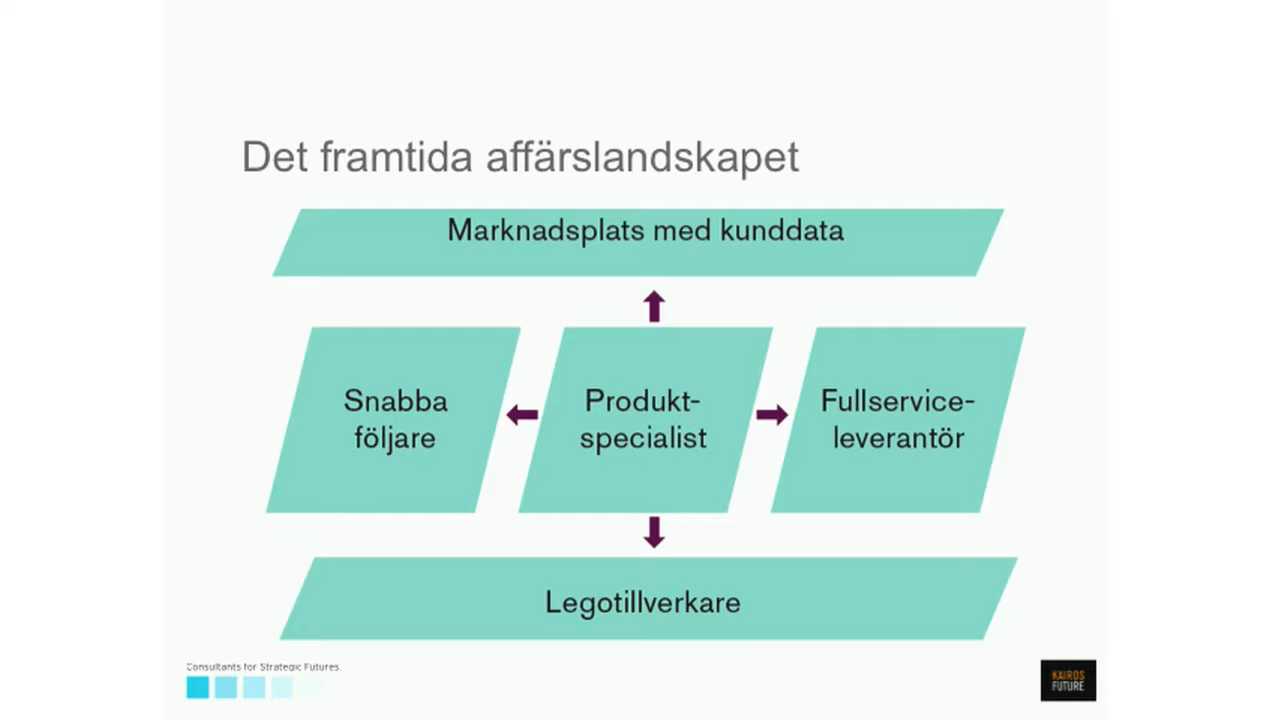 Det framtida affärslandskapet
Marknadsplats med kunddata
Snabba
följare
Produkt-
specialist
Fullservice-
leverantör
Legotillverkare
Consultants for Strategic Futures.
KAIROS
FUTURE